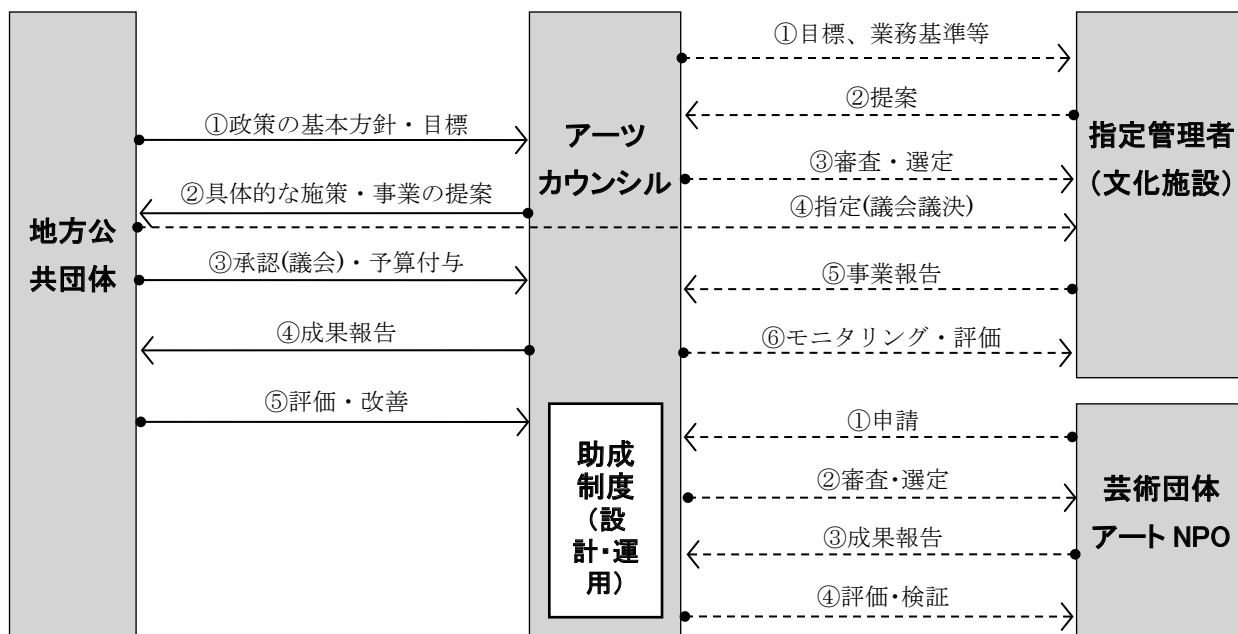 地方公
共団体
①政策の基本方針・目標
②具体的な施策・事業の提案
③承認(議会)・予算付与
④成果報告
⑤評価・改善
アーツ
カウンシル
助成
制度
(設
計・運
用)
①目標、業務基準等
②提案
③審査・選定
④指定(議会議決)
⑤事業報告
⑥モニタリング・評価
指定管理者
(文化施設)
①申請
②審査・選定
③成果報告
④評価・検証
芸術団体
アート NPO